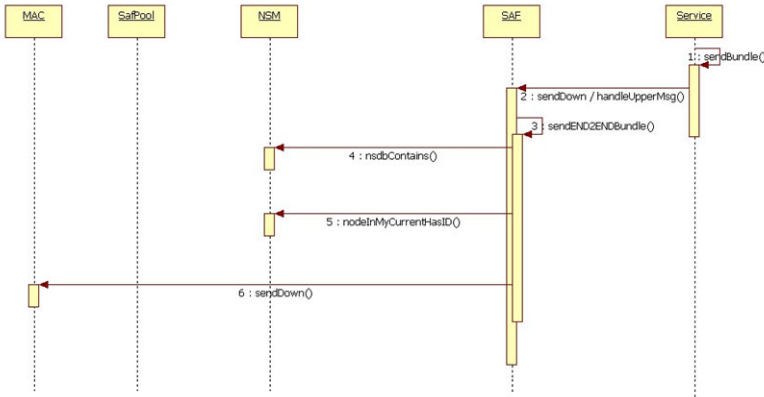 MAC
SafPool
NSM
SAF
Service
1 : sendBundle()
2 : sendDown / handleUpperMsg()
3 : sendEND2ENDBundle()
4 : nsdbContains()
5 : nodeInMyCurrentHasID()
6 : sendDown()